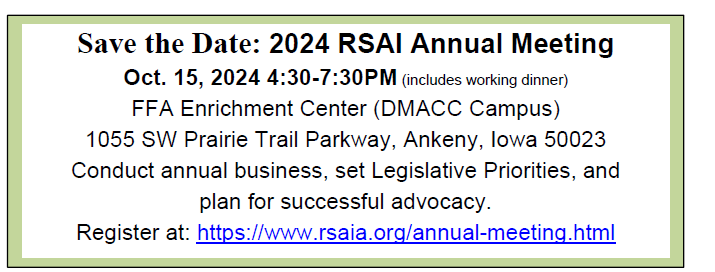 Save the Date: 2024 RSAI Annual Meeting
Oct. 15, 2024 4:30-7:30PM (includes working dinner)
FFA Enrichment Center (DMACC Campus)
1055 SW Prairie Trail Parkway, Ankeny, Iowa 50023
Conduct annual business, set Legislative Priorities, and
plan for successful advocacy.
Register at: https://www.rsaia.org/annual-meeting.html